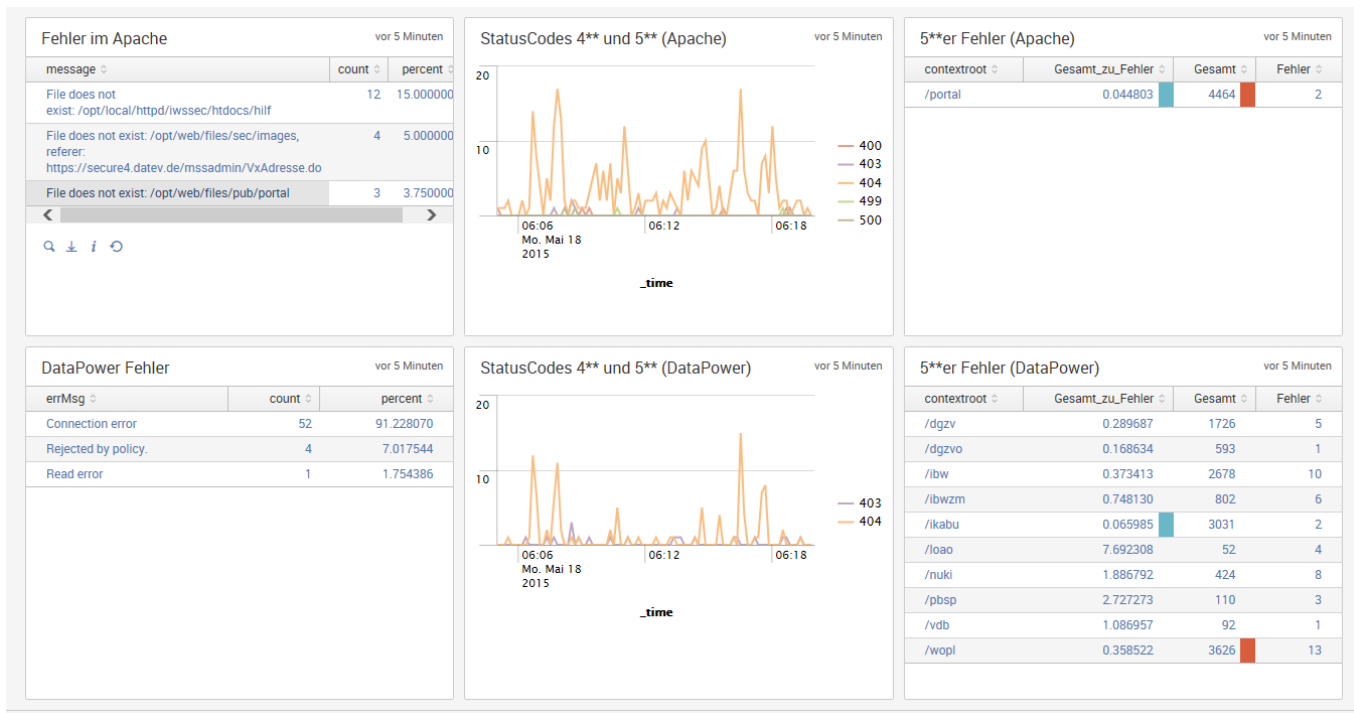 Fehler im Apache
vor 5 Minuten
message count percent
File does not
exist: /opt/local/httpd/iwssec/htdocs/hilf
12 15.000000
File does not exist: /opt/web/files/sec/images,
referer:
https://secure4.datev.de/mssadmin/VxAdresse.do
4 5.000000
File does not exist: /opt/web/files/pub/portal 3 3.750000
i
StatusCodes 4** und 5** (Apache)
vor 5 Minuten
20
10
400
403
404
499
500
06:06 06:12 06:18
Mo. Mai 18
2015
_time
5**er Fehler (Apache)
vor 5 Minuten
contextroot Gesamt_zu_Fehler Gesamt Fehler
/portal 0.044803 4464 2
DataPower Fehler
vor 5 Minuten
errMsg count percent
Connection error 52 91.228070
Rejected by policy. 4 7.017544
Read error 1 1.754386
StatusCodes 4** und 5** (DataPower)
vor 5 Minuten
20
10
403
404
06:06 06:12 06:18
Mo. Mai 18
2015
_time
5**er Fehler (DataPower)
vor 5 Minuten
contextroot Gesamt_zu_Fehler Gesamt Fehler
/dgzv 0.289687 1726 5
/dgzvo 0.168634 593 1
/ibw 0.373413 2678 10
/ibwzm 0.748130 802 6
/ikabu 0.065985 3031 2
/loao 7.692308 52 4
/nuki 1.886792 424 8
/pbsp 2.727273 110 3
/vdb 1.086957 92 1
/wopl 0.358522 3626 13